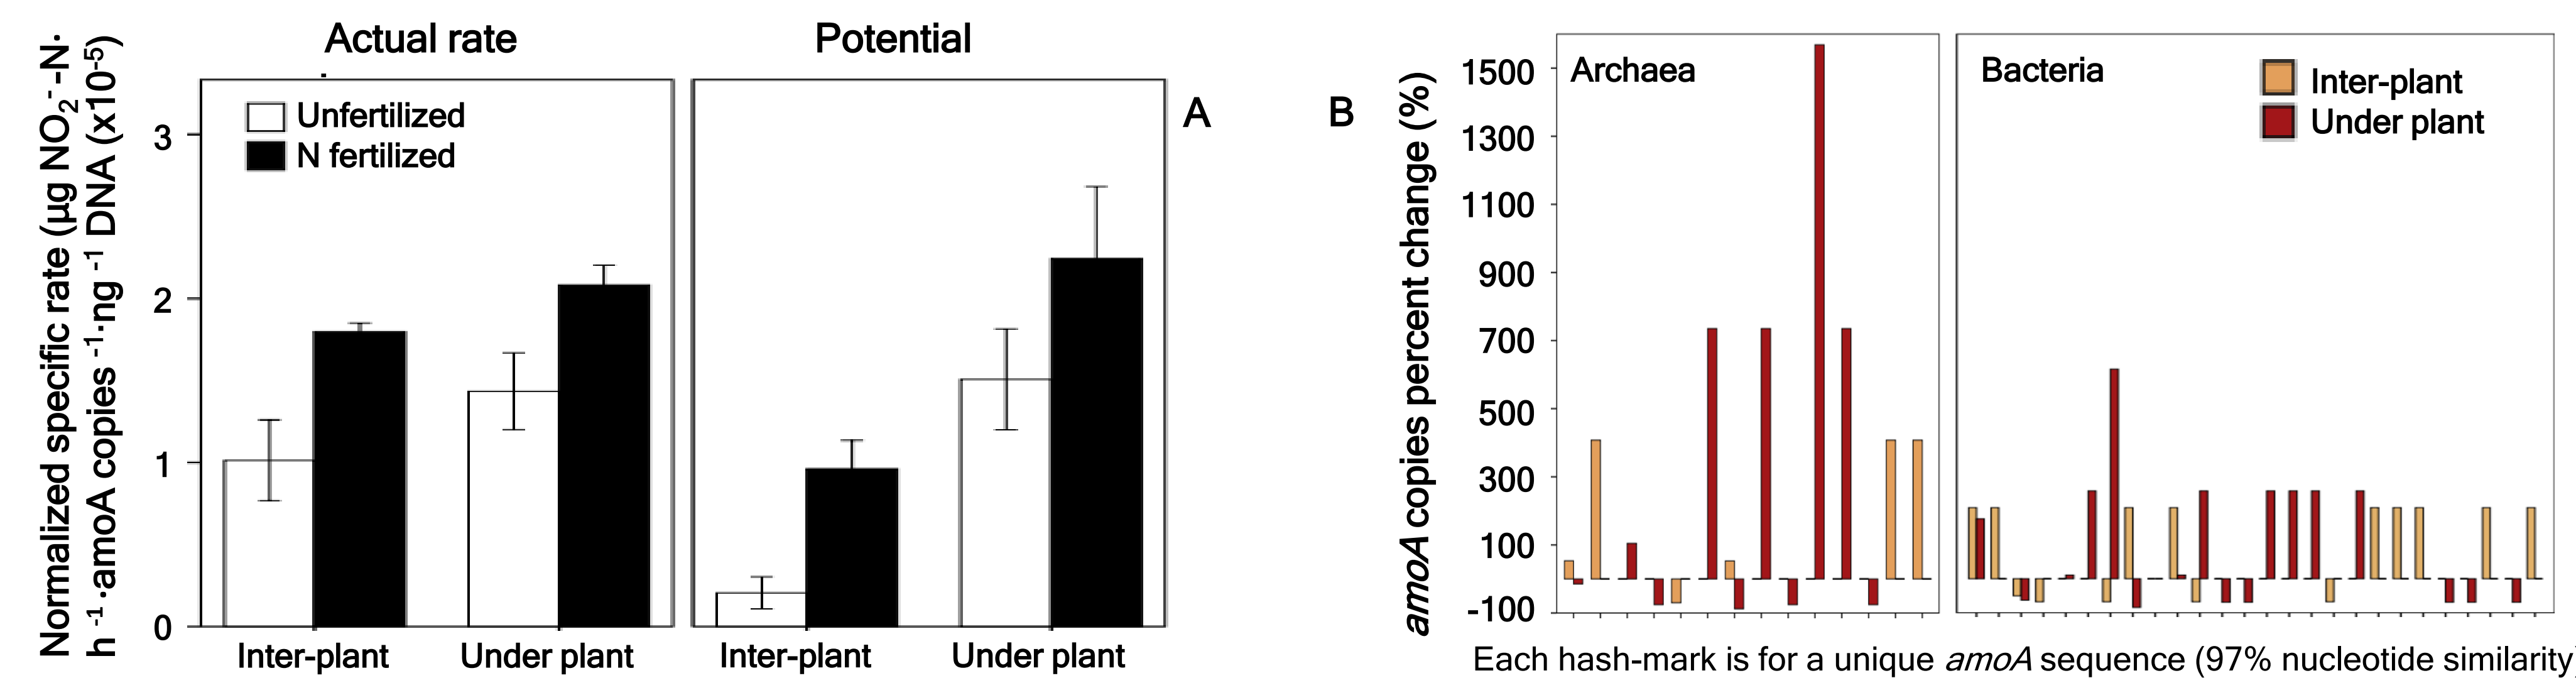 Actual rate
Potential
Normalized specific rate (µg NO₂⁻-N·
h⁻¹·amoA copies⁻¹·ng⁻¹ DNA (x10⁻⁵)
Unfertilized
N fertilized
3
2
1
0
Inter-plant
Under plant
Inter-plant
Under plant
A
B
amoA copies percent change (%)
1500
1300
1100
900
700
500
300
100
-100
Archaea
Bacteria
Inter-plant
Under plant
Each hash-mark is for a unique amoA sequence (97% nucleotide similarity)